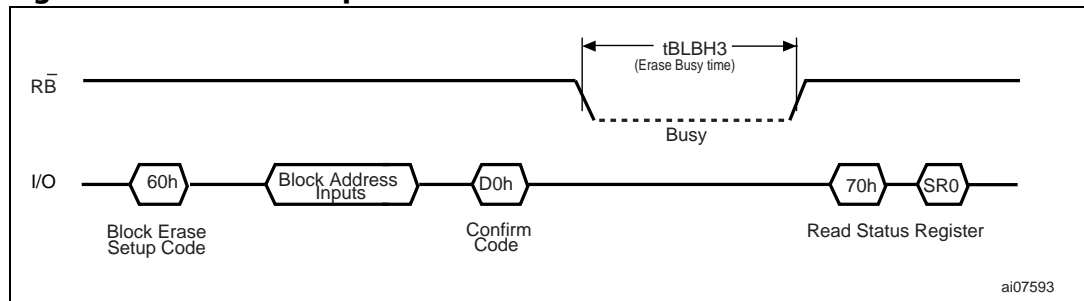 tBLBH3
(Erase Busy time)
RB̅
Busy
I/O
60h
Block Address
Inputs
D0h
70h
SR0
Block Erase
Setup Code
Confirm
Code
Read Status Register
ai07593